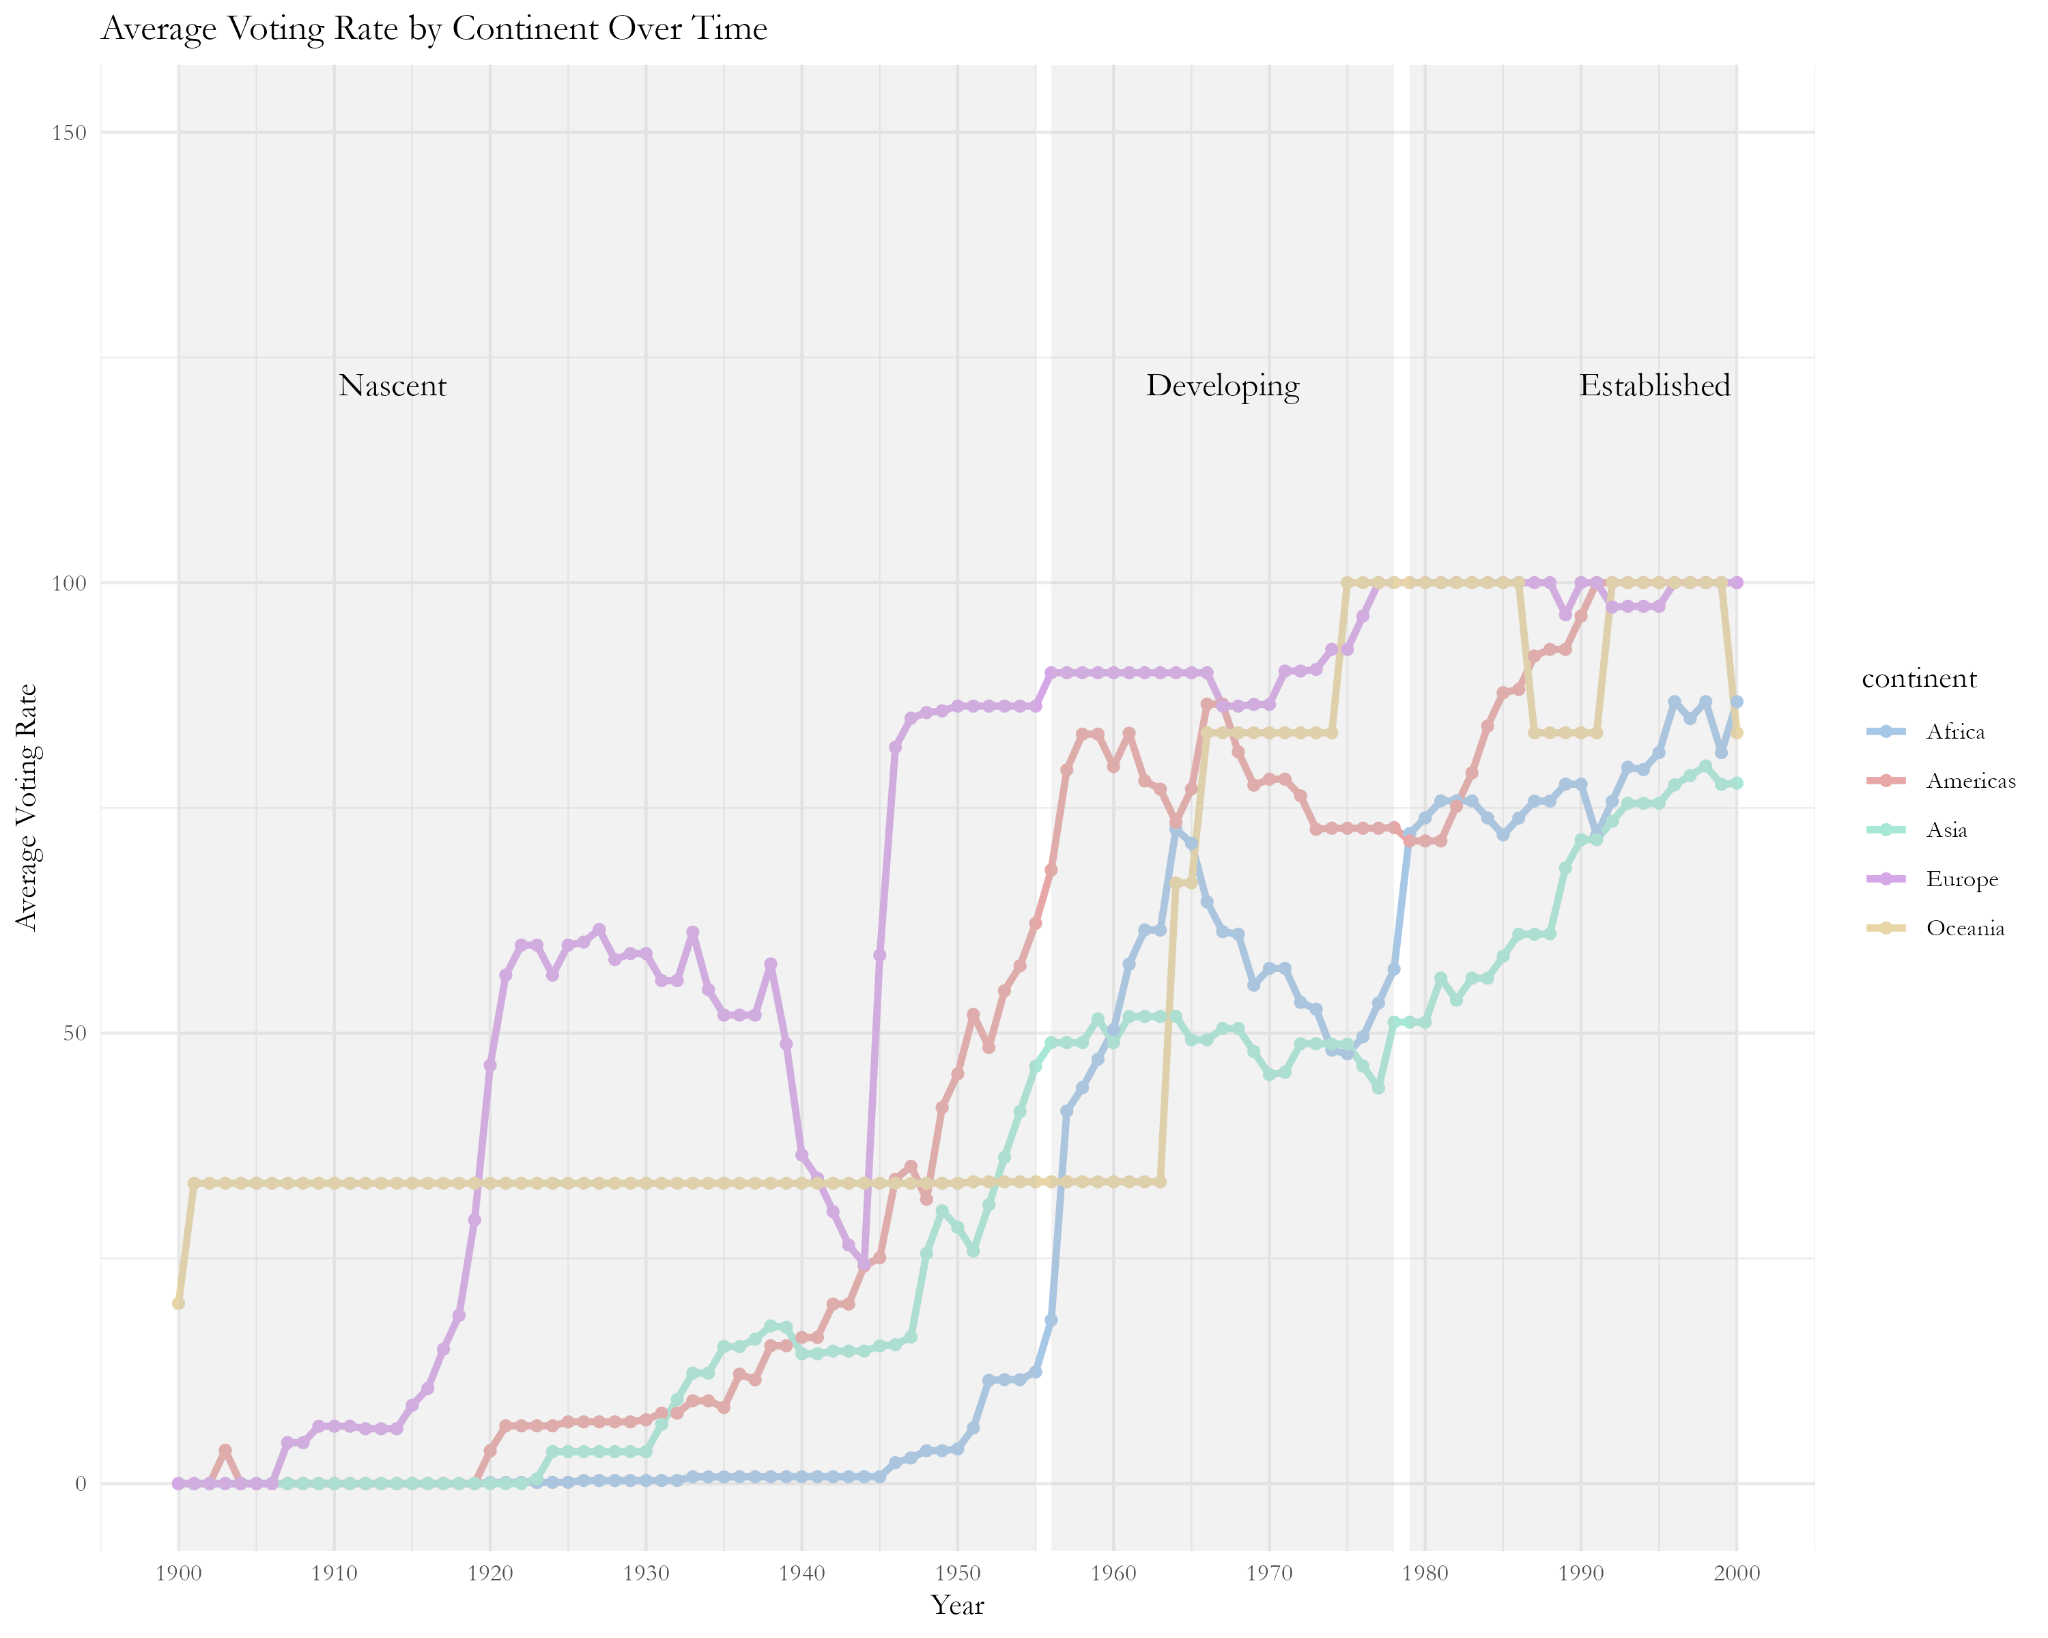 Average Voting Rate by Continent Over Time
150
Nascent
Developing
Established
100
Average Voting Rate
continent
Africa
Americas
Asia
Europe
Oceania
50
0
1900
1910
1920
1930
1940
1950
1960
1970
1980
1990
2000
Year